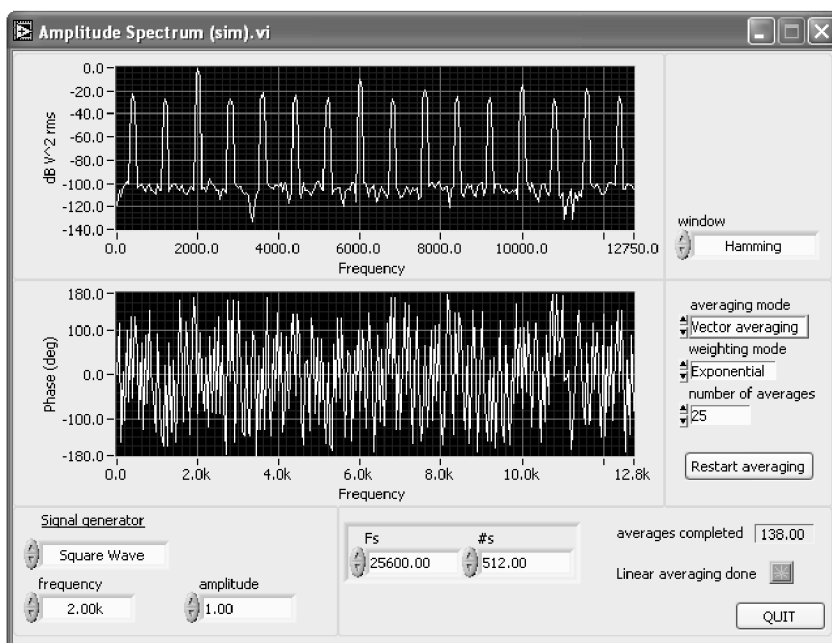 Amplitude Spectrum (sim).vi
dB V^2 rms
0.0
-20.0
-40.0
-60.0
-80.0
-100.0
-120.0
-140.0
0.0 2000.0 4000.0 6000.0 8000.0 10000.0 12750.0
Frequency
window
Hamming
Phase (deg)
180.0
100.0
0.0
-100.0
-180.0
0.0 2.0k 4.0k 6.0k 8.0k 10.0k 12.8k
Frequency
averaging mode
Vector averaging
weighting mode
Exponential
number of averages
25
Restart averaging
Signal generator
Square Wave
frequency amplitude
2.00k 1.00
Fs #s
25600.00 512.00
averages completed 138.00
Linear averaging done
QUIT